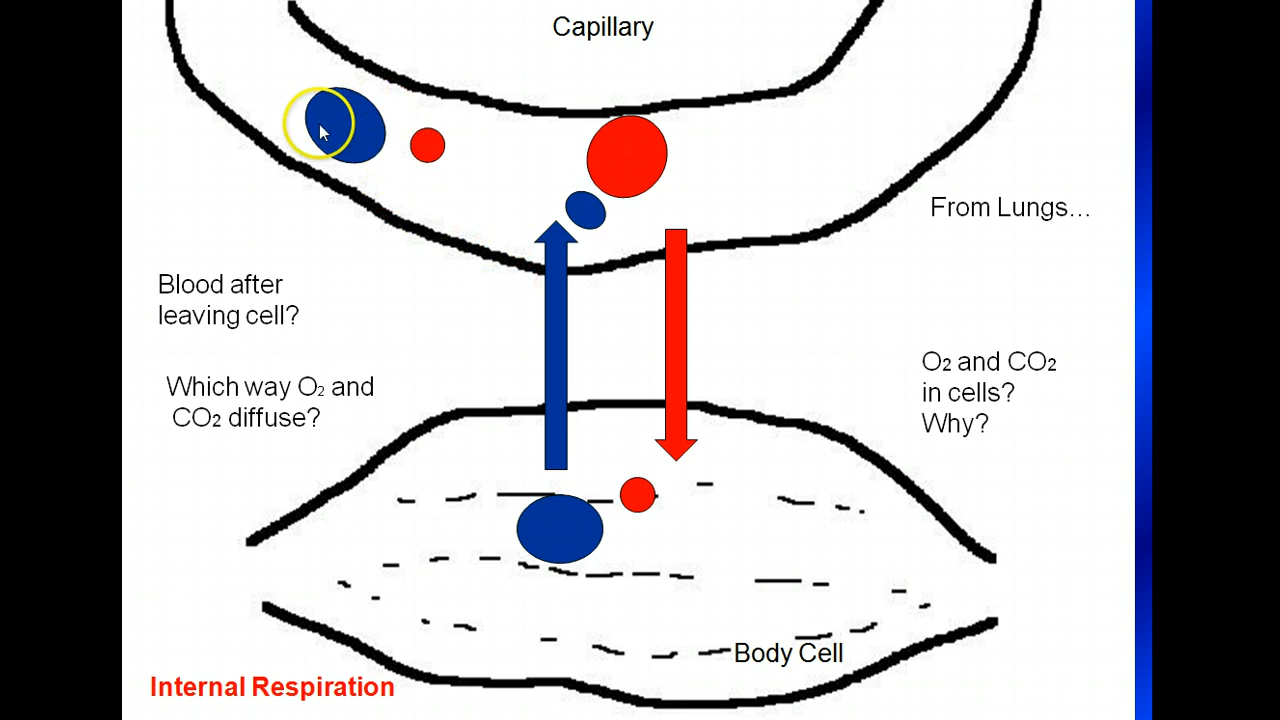 Capillary
From Lungs...
Blood after
leaving cell?
Which way O₂ and
CO₂ diffuse?
O₂ and CO₂
in cells?
Why?
Body Cell
Internal Respiration